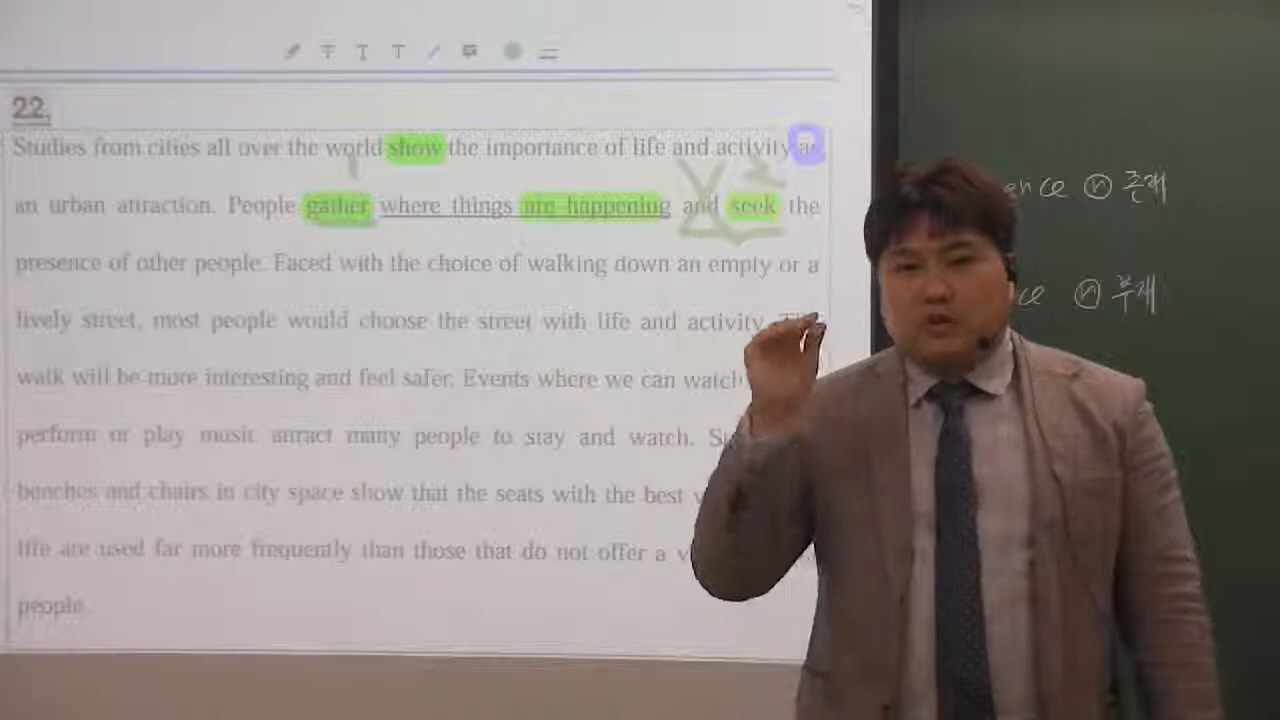 22.
Studies from cities all over the world show the importance of life and activity as
an urban attraction. People gather where things are happening and seek the
presence of other people. Faced with the choice of walking down an empty or a
lively street, most people would choose the street with life and activity.
walk will be more interesting and feel safer. Events where we can watch
perform or play music attract many people to stay and watch.
benches and chairs in city space show that the seats with the best
life are used far more frequently than those that do not offer a
people.
ence ⓝ 존재
ce ⓝ 부재
1
2